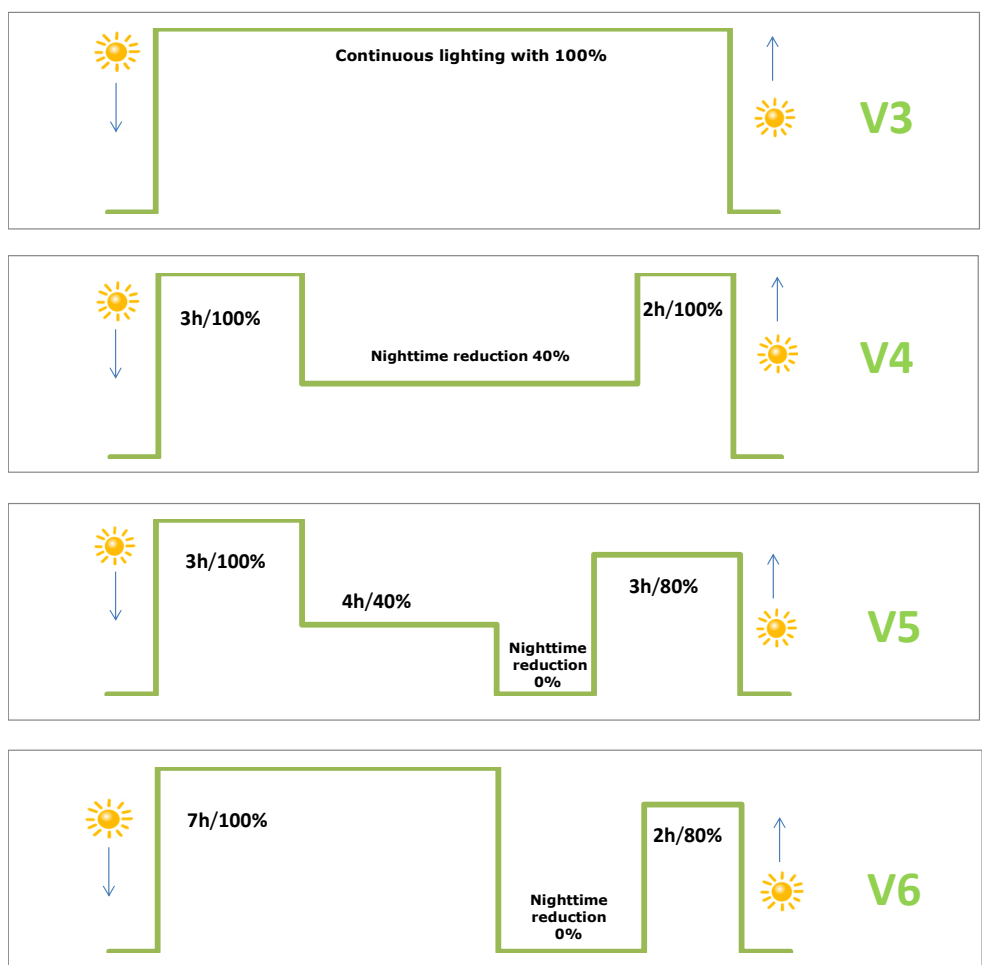 Continuous lighting with 100%
V3
3h/100%
2h/100%
Nighttime reduction 40%
V4
3h/100%
4h/40%
3h/80%
Nighttime
reduction
0%
V5
7h/100%
2h/80%
Nighttime
reduction
0%
V6